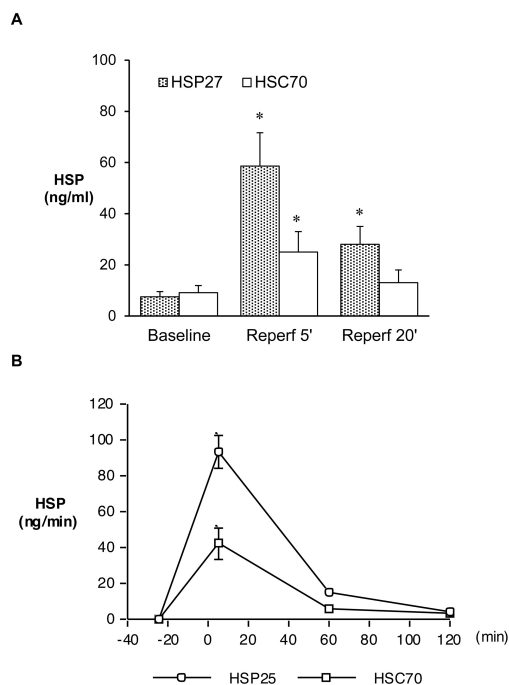 A
100
HSP27 HSC70
80
*
60
HSP
(ng/ml)
*
*
40
20
0
Baseline Reperf 5' Reperf 20'
B
120
100
80
HSP
(ng/min)
60
40
20
0
-40 -20 0 20 40 60 80 100 120 (min)
HSP25 HSC70